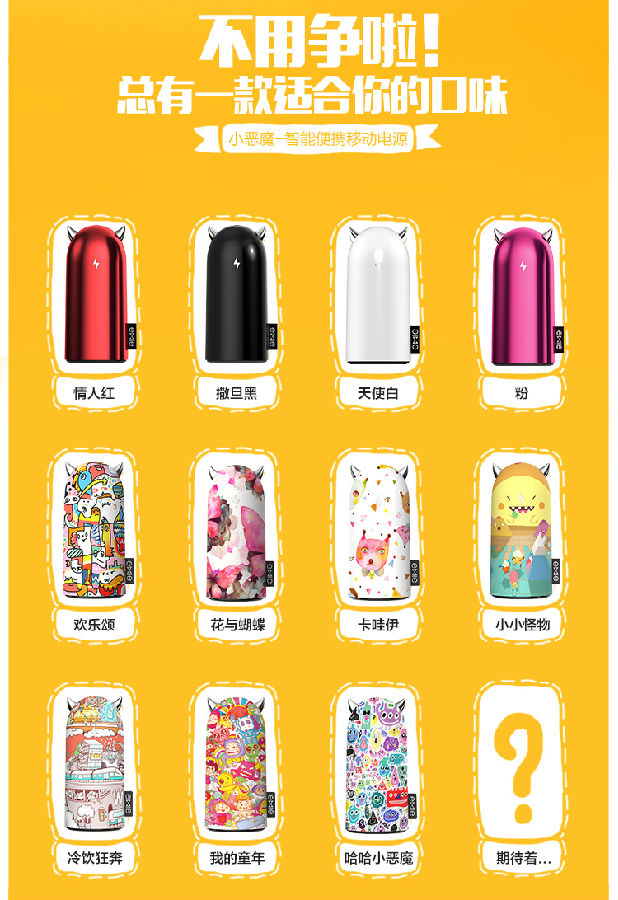 不用争啦!
总有一款适合你的口味
小恶魔-智能便携移动电源
情人红
撒旦黑
天使白
粉
欢乐颂
花与蝴蝶
卡哇伊
小小怪物
冷饮狂奔
我的童年
哈哈小恶魔
?
期待着...